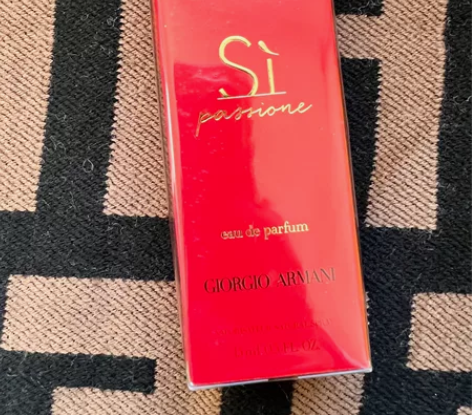 Sì
passione
eau de parfum
GIORGIO ARMANI